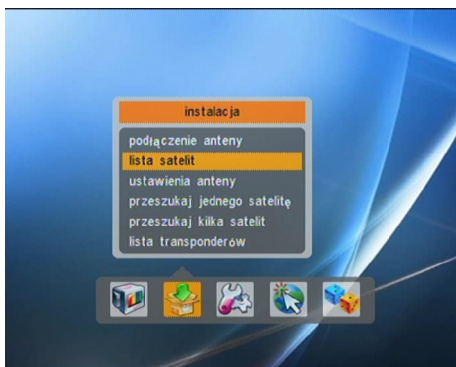 instalacja
podłączenie anteny
lista satelit
ustawienia anteny
przeszukaj jednego satelitę
przeszukaj kilka satelit
lista transponderów